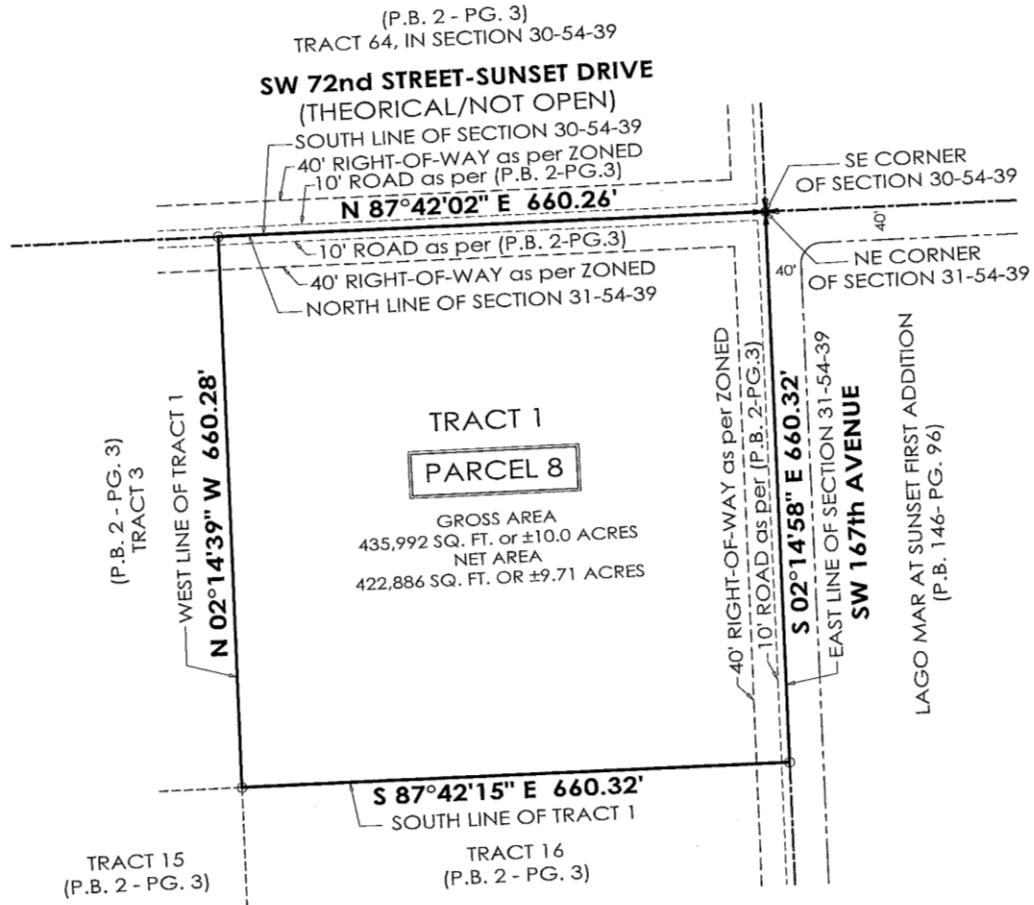 (P.B. 2 - PG. 3)
TRACT 64, IN SECTION 30-54-39
SW 72nd STREET-SUNSET DRIVE
(THEORICAL/NOT OPEN)
SOUTH LINE OF SECTION 30-54-39
40' RIGHT-OF-WAY as per ZONED
10' ROAD as per (P.B. 2-PG.3)
N 87°42'02" E 660.26'
SE CORNER
OF SECTION 30-54-39
10' ROAD as per (P.B. 2-PG.3)
40' RIGHT-OF-WAY as per ZONED
NORTH LINE OF SECTION 31-54-39
40'
40'
NE CORNER
OF SECTION 31-54-39
(P.B. 2 - PG. 3)
TRACT 3
WEST LINE OF TRACT 1
N 02°14'39" W 660.28'
TRACT 1
PARCEL 8
GROSS AREA
435,992 SQ. FT. or ±10.0 ACRES
NET AREA
422,886 SQ. FT. OR ±9.71 ACRES
40' RIGHT-OF-WAY as per ZONED
10' ROAD as per (P.B. 2-PG.3)
S 02°14'58" E 660.32'
EAST LINE OF SECTION 31-54-39
SW 167th AVENUE
LAGO MAR AT SUNSET FIRST ADDITION
(P.B. 146- PG. 96)
S 87°42'15" E 660.32'
SOUTH LINE OF TRACT 1
TRACT 15
(P.B. 2 - PG. 3)
TRACT 16
(P.B. 2 - PG. 3)